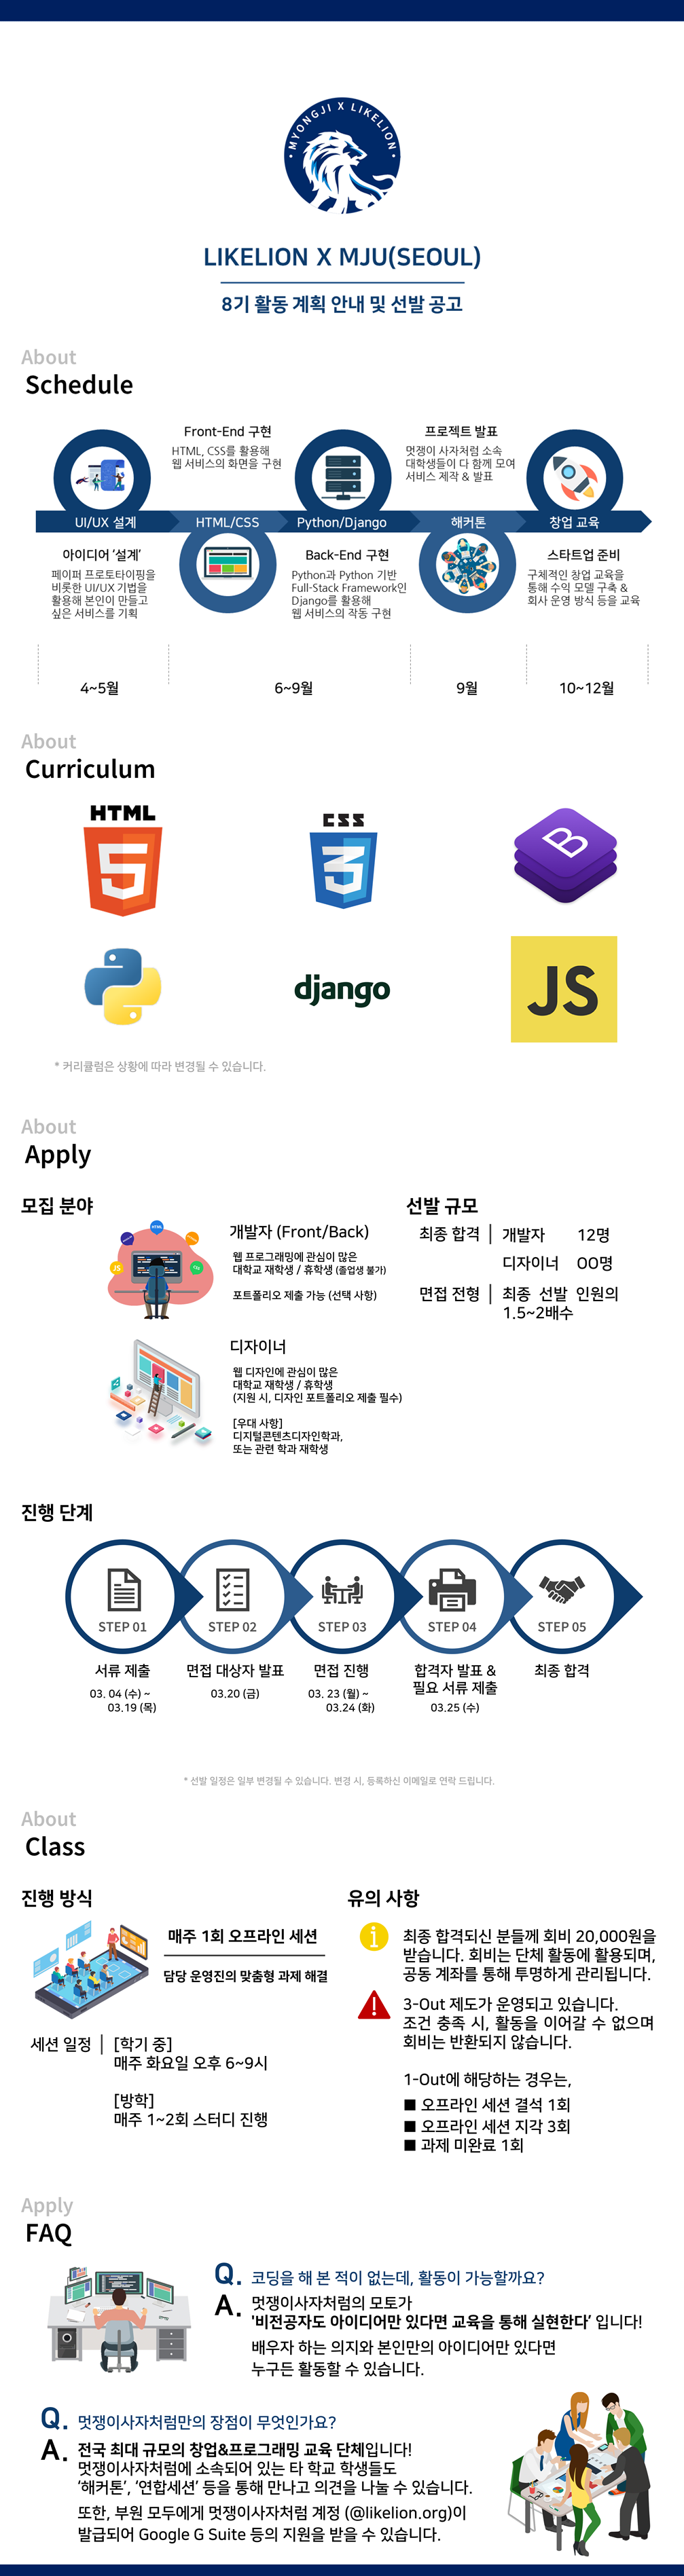 MYONGJI X LIKELION
LIKELION X MJU(SEOUL)
8기 활동 계획 안내 및 선발 공고
About
Schedule
Front-End 구현
HTML, CSS를 활용해
웹 서비스의 화면을 구현
프로젝트 발표
멋쟁이 사자처럼 소속
대학생들이 다 함께 모여
서비스 제작 & 발표
UI/UX 설계
HTML/CSS
Python/Django
해커톤
창업 교육
아이디어 ‘설계’
페이퍼 프로토타이핑을
비롯한 UI/UX 기법을
활용해 본인이 만들고
싶은 서비스를 기획
Back-End 구현
Python과 Python 기반
Full-Stack Framework인
Django를 활용해
웹 서비스의 작동 구현
스타트업 준비
구체적인 창업 교육을
통해 수익 모델 구축 &
회사 운영 방식 등을 교육
4~5월
6~9월
9월
10~12월
About
Curriculum
HTML
5
CSS
3
B
django
JS
* 커리큘럼은 상황에 따라 변경될 수 있습니다.
About
Apply
모집 분야
HTML
JS
개발자 (Front/Back)
웹 프로그래밍에 관심이 많은
대학교 재학생 / 휴학생 (졸업생 불가)
포트폴리오 제출 가능 (선택 사항)
디자이너
웹 디자인에 관심이 많은
대학교 재학생 / 휴학생
(지원 시, 디자인 포트폴리오 제출 필수)
[우대 사항]
디지털콘텐츠디자인학과,
또는 관련 학과 재학생
선발 규모
최종 합격 | 개발자 12명
디자이너 OO명
면접 전형 | 최종 선발 인원의
1.5~2배수
진행 단계
STEP 01
STEP 02
STEP 03
STEP 04
STEP 05
서류 제출
03. 04 (수) ~
03.19 (목)
면접 대상자 발표
03.20 (금)
면접 진행
03. 23 (월) ~
03.24 (화)
합격자 발표 &
필요 서류 제출
03.25 (수)
최종 합격
* 선발 일정은 일부 변경될 수 있습니다. 변경 시, 등록하신 이메일로 연락 드립니다.
About
Class
진행 방식
매주 1회 오프라인 세션
담당 운영진의 맞춤형 과제 해결
세션 일정 | [학기 중]
매주 화요일 오후 6~9시
[방학]
매주 1~2회 스터디 진행
유의 사항
최종 합격되신 분들께 회비 20,000원을
받습니다. 회비는 단체 활동에 활용되며,
공동 계좌를 통해 투명하게 관리됩니다.
3-Out 제도가 운영되고 있습니다.
조건 충족 시, 활동을 이어갈 수 없으며
회비는 반환되지 않습니다.
1-Out에 해당하는 경우는,
■ 오프라인 세션 결석 1회
■ 오프라인 세션 지각 3회
■ 과제 미완료 1회
Apply
FAQ
Q. 코딩을 해 본 적이 없는데, 활동이 가능할까요?
A. 멋쟁이사자처럼의 모토가
'비전공자도 아이디어만 있다면 교육을 통해 실현한다’ 입니다!
배우자 하는 의지와 본인만의 아이디어만 있다면
누구든 활동할 수 있습니다.
Q. 멋쟁이사자처럼만의 장점이 무엇인가요?
A. 전국 최대 규모의 창업&프로그래밍 교육 단체입니다!
멋쟁이사자처럼에 소속되어 있는 타 학교 학생들도
‘해커톤’, ‘연합세션’ 등을 통해 만나고 의견을 나눌 수 있습니다.
또한, 부원 모두에게 멋쟁이사자처럼 계정 (@likelion.org)이
발급되어 Google G Suite 등의 지원을 받을 수 있습니다.